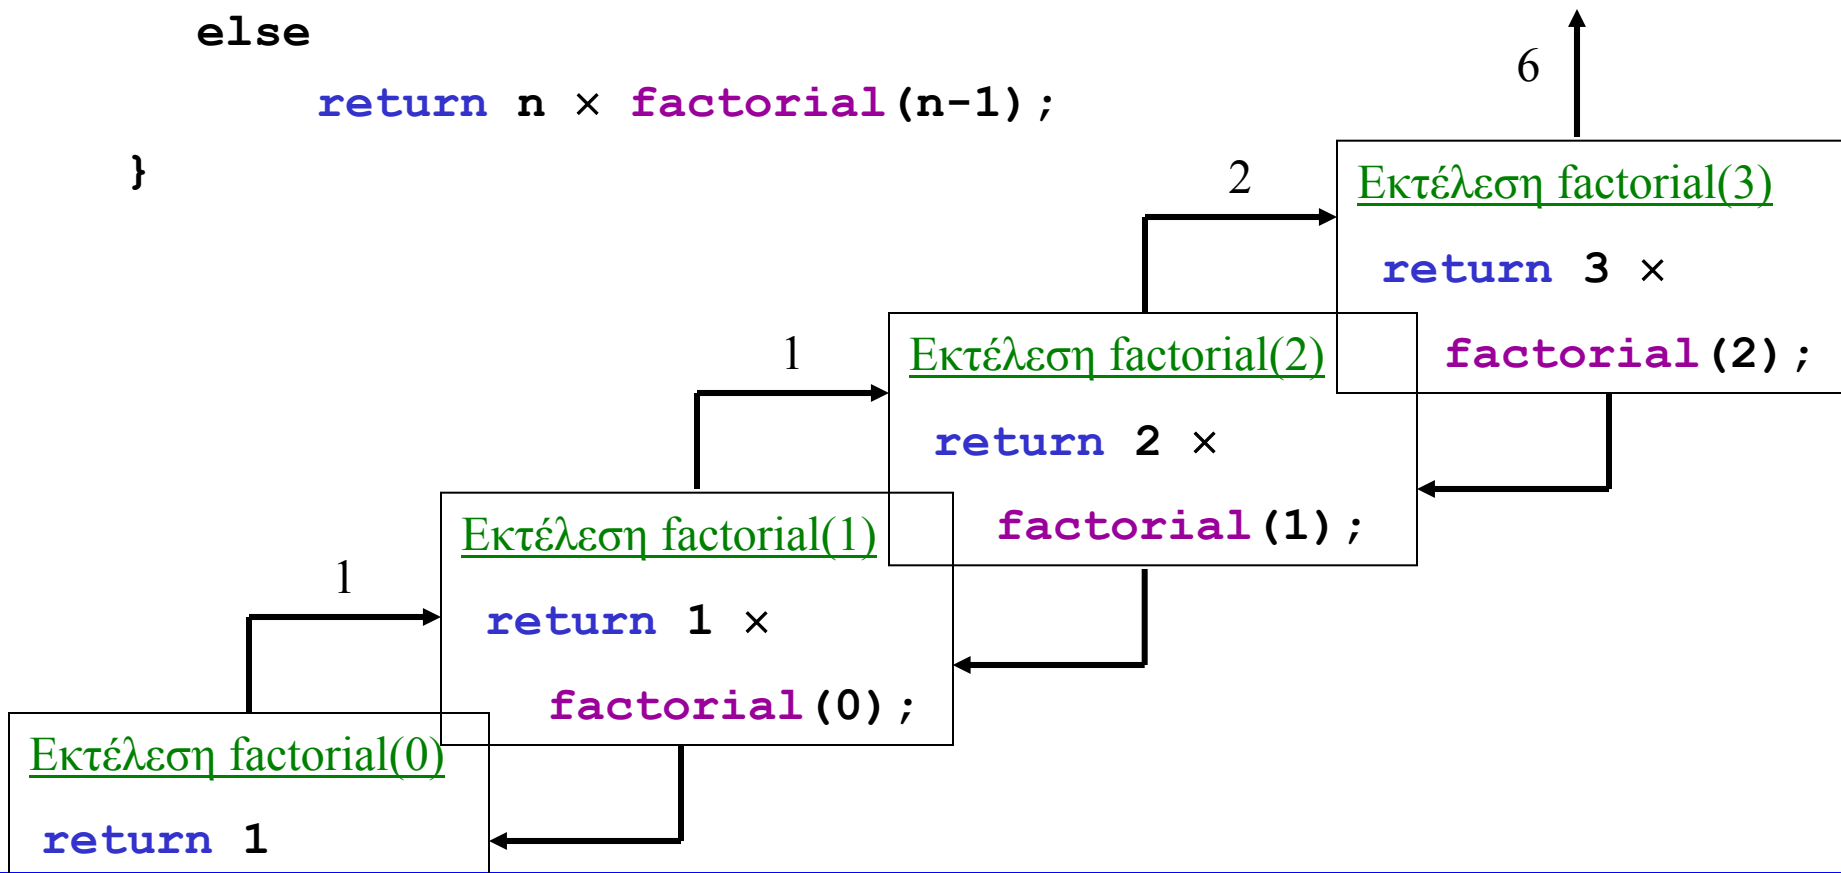 else
return n × factorial(n-1);
}
6
Εκτέλεση factorial(3)
return 3 ×
factorial(2);
2
Εκτέλεση factorial(2)
return 2 ×
factorial(1);
1
Εκτέλεση factorial(1)
return 1 ×
factorial(0);
1
Εκτέλεση factorial(0)
return 1